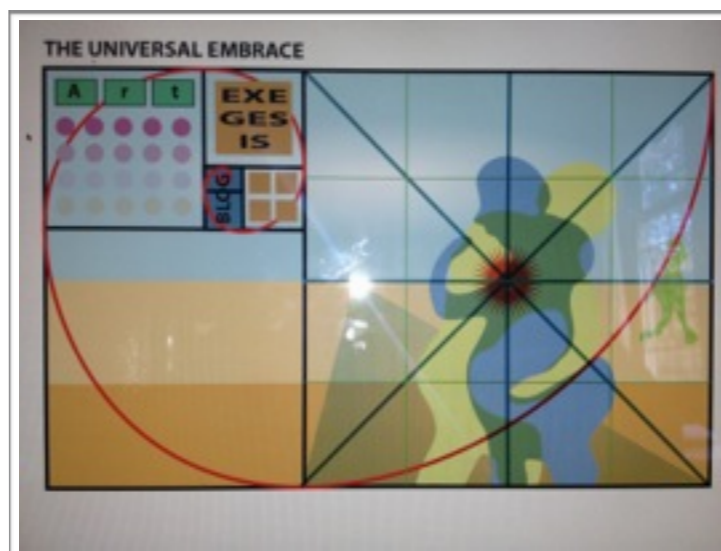 THE UNIVERSAL EMBRACE
A r t
EXE
GES
IS
BLOG